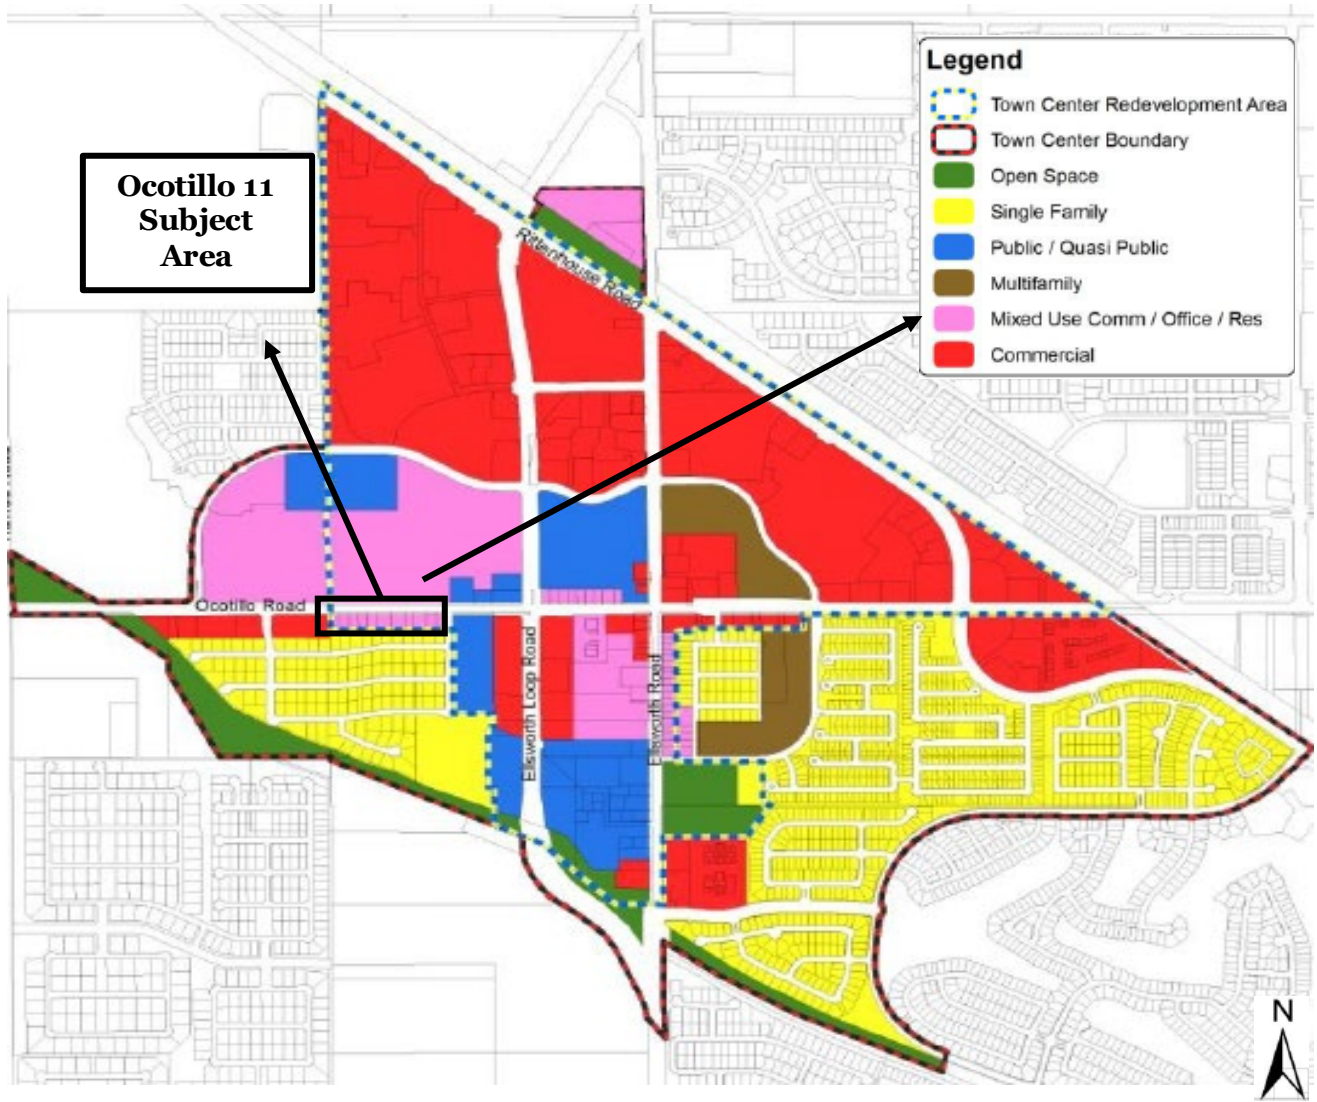 Legend
Town Center Redevelopment Area
Town Center Boundary
Open Space
Single Family
Public / Quasi Public
Multifamily
Mixed Use Comm / Office / Res
Commercial
Ocotillo 11
Subject
Area
Rittenhouse Road
Ocotillo Road
Ellsworth Loop Road
Ellsworth Road
N